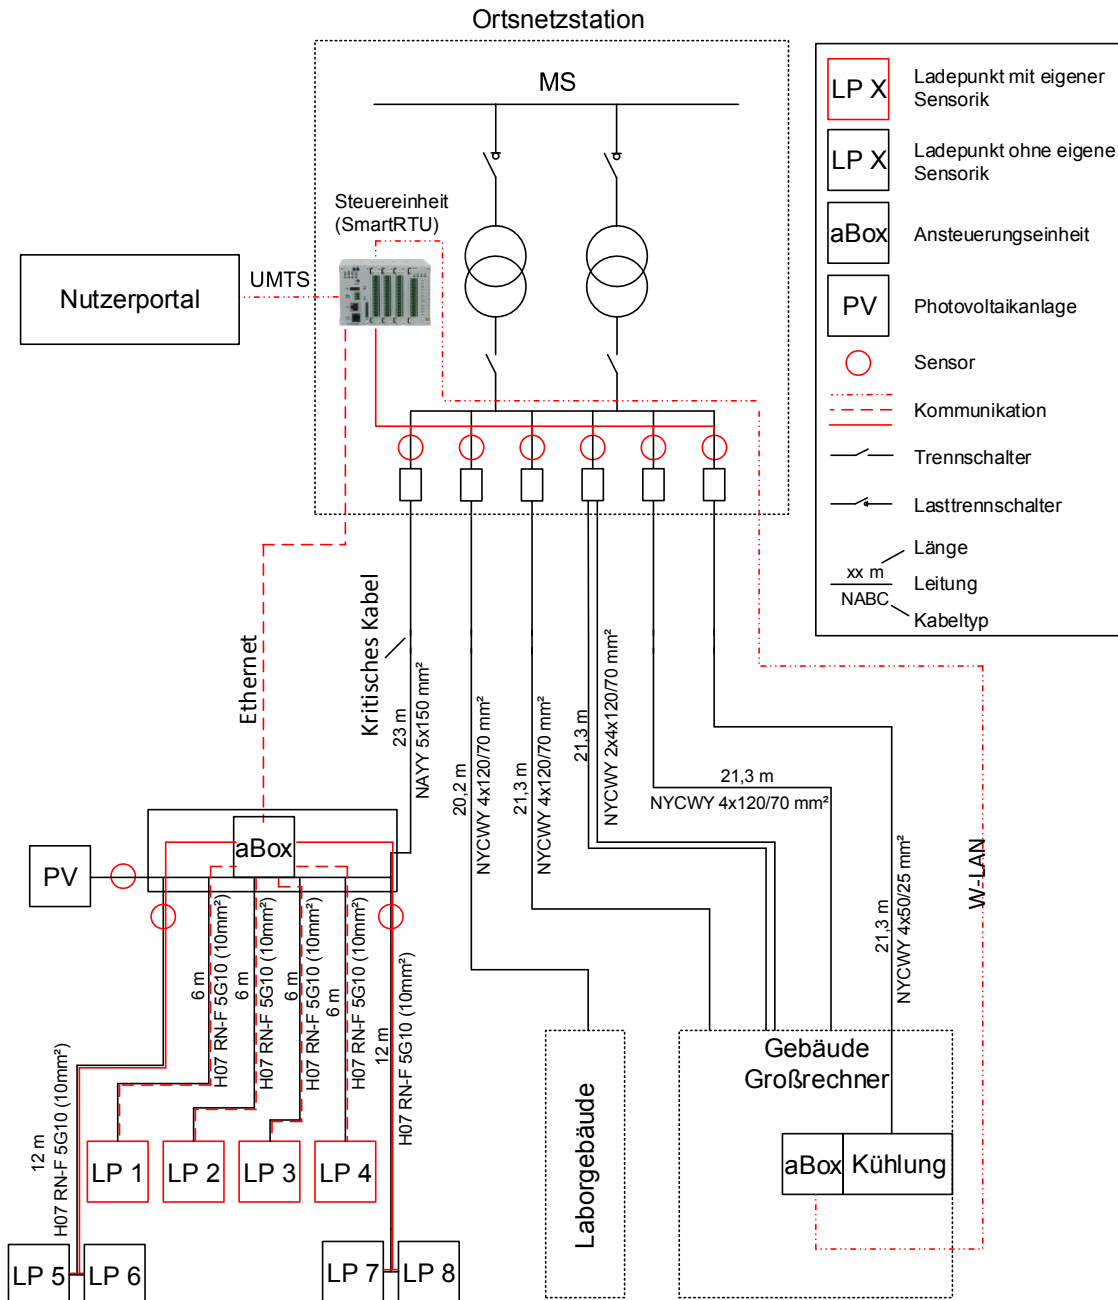 Ortsnetzstation
MS
Steuereinheit
(SmartRTU)
UMTS
Nutzerportal
LP X
Ladepunkt mit eigener
Sensorik
LP X
Ladepunkt ohne eigene
Sensorik
aBox
Ansteuerungseinheit
PV
Photovoltaikanlage
Sensor
Kommunikation
Trennschalter
Lasttrennschalter
Länge
xx m
Leitung
NABC
Kabeltyp
Ethernet
Kritisches Kabel
23 m
NAYY 5x150 mm²
20,2 m
NYCWY 4x120/70 mm²
21,3 m
NYCWY 4x120/70 mm²
21,3 m
NYCWY 2x4x120/70 mm²
21,3 m
NYCWY 4x120/70 mm²
21,3 m
NYCWY 4x50/25 mm²
W-LAN
aBox
PV
6 m
H07 RN-F 5G10 (10mm²)
6 m
H07 RN-F 5G10 (10mm²)
6 m
H07 RN-F 5G10 (10mm²)
6 m
H07 RN-F 5G10 (10mm²)
12 m
H07 RN-F 5G10 (10mm²)
12 m
H07 RN-F 5G10 (10mm²)
LP 1
LP 2
LP 3
LP 4
LP 5
LP 6
LP 7
LP 8
Laborgebäude
Gebäude
Großrechner
aBox
Kühlung